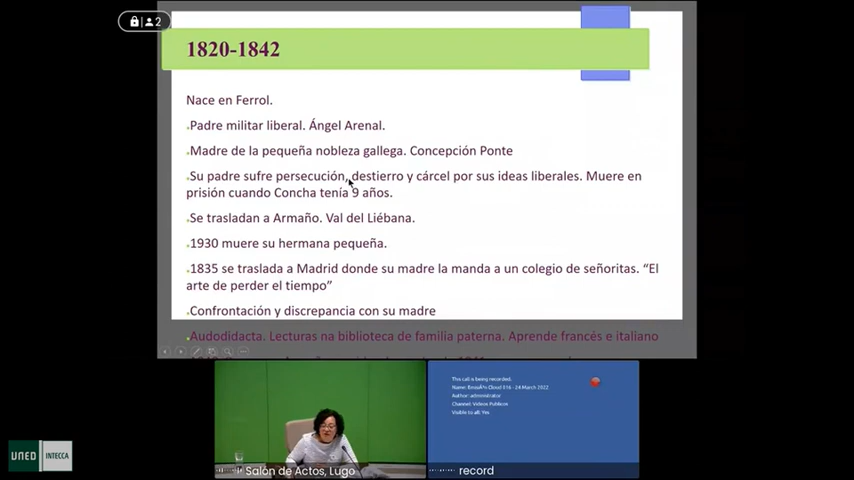 2
1820-1842
Nace en Ferrol.
Padre militar liberal. Ángel Arenal.
Madre de la pequeña nobleza gallega. Concepción Ponte
Su padre sufre persecución, destierro y cárcel por sus ideas liberales. Muere en
prisión cuando Concha tenía 9 años.
Se trasladan a Armaño. Val del Liébana.
1930 muere su hermana pequeña.
1835 se traslada a Madrid donde su madre la manda a un colegio de señoritas. “El
arte de perder el tiempo”
Confrontación y discrepancia con su madre
Audodidacta. Lecturas na biblioteca de familia paterna. Aprende francés e italiano
This call is being recorded.
24 March 2022
Author: administrator
Channel: Videos Publicos
Visible to all: Yes
Salón de Actos, Lugo
record
UNED
INTECCA